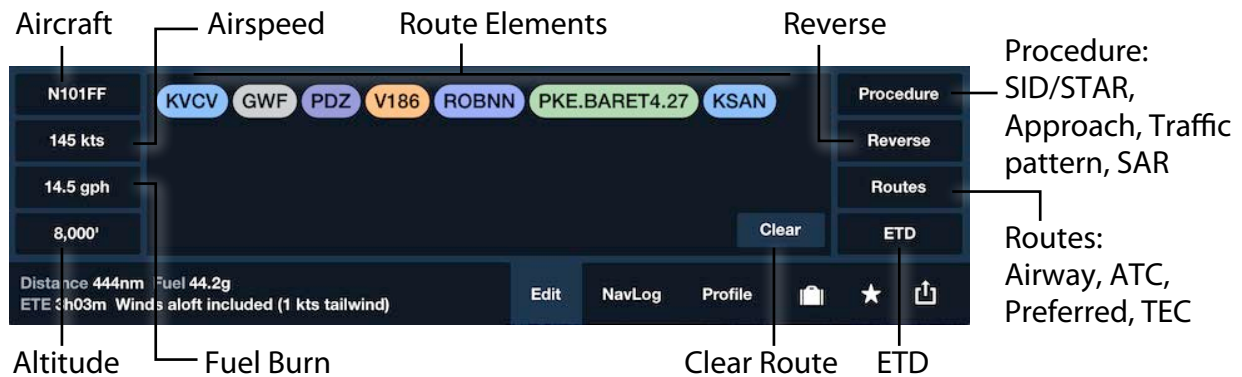 Aircraft
Airspeed
Route Elements
Reverse
Procedure:
SID/STAR,
Approach, Traffic
pattern, SAR
N101FF
KVCV GWF PDZ V186 ROBNN PKE.BARET4.27 KSAN
Procedure
145 kts
Reverse
14.5 gph
Routes
8,000'
Clear
ETD
Routes:
Airway, ATC,
Preferred, TEC
Distance 444nm Fuel 44.2g
ETE 3h03m Winds aloft included (1 kts tailwind)
Edit NavLog Profile
Altitude
Fuel Burn
Clear Route
ETD